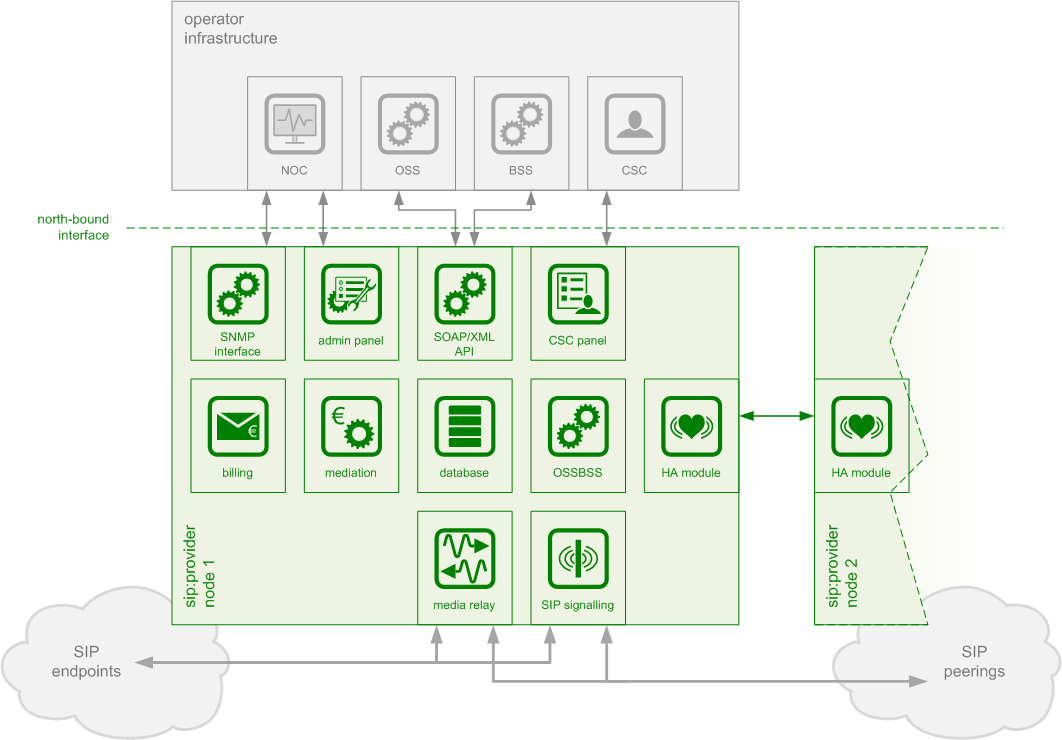 operator
infrastructure
NOC
OSS
BSS
CSC
north-bound
interface
SNMP
interface
admin panel
SOAP/XML
API
CSC panel
€
€
billing
mediation
database
OSSBSS
HA module
HA module
sip:provider
node 1
sip:provider
node 2
media relay
SIP signalling
SIP
endpoints
SIP
peerings